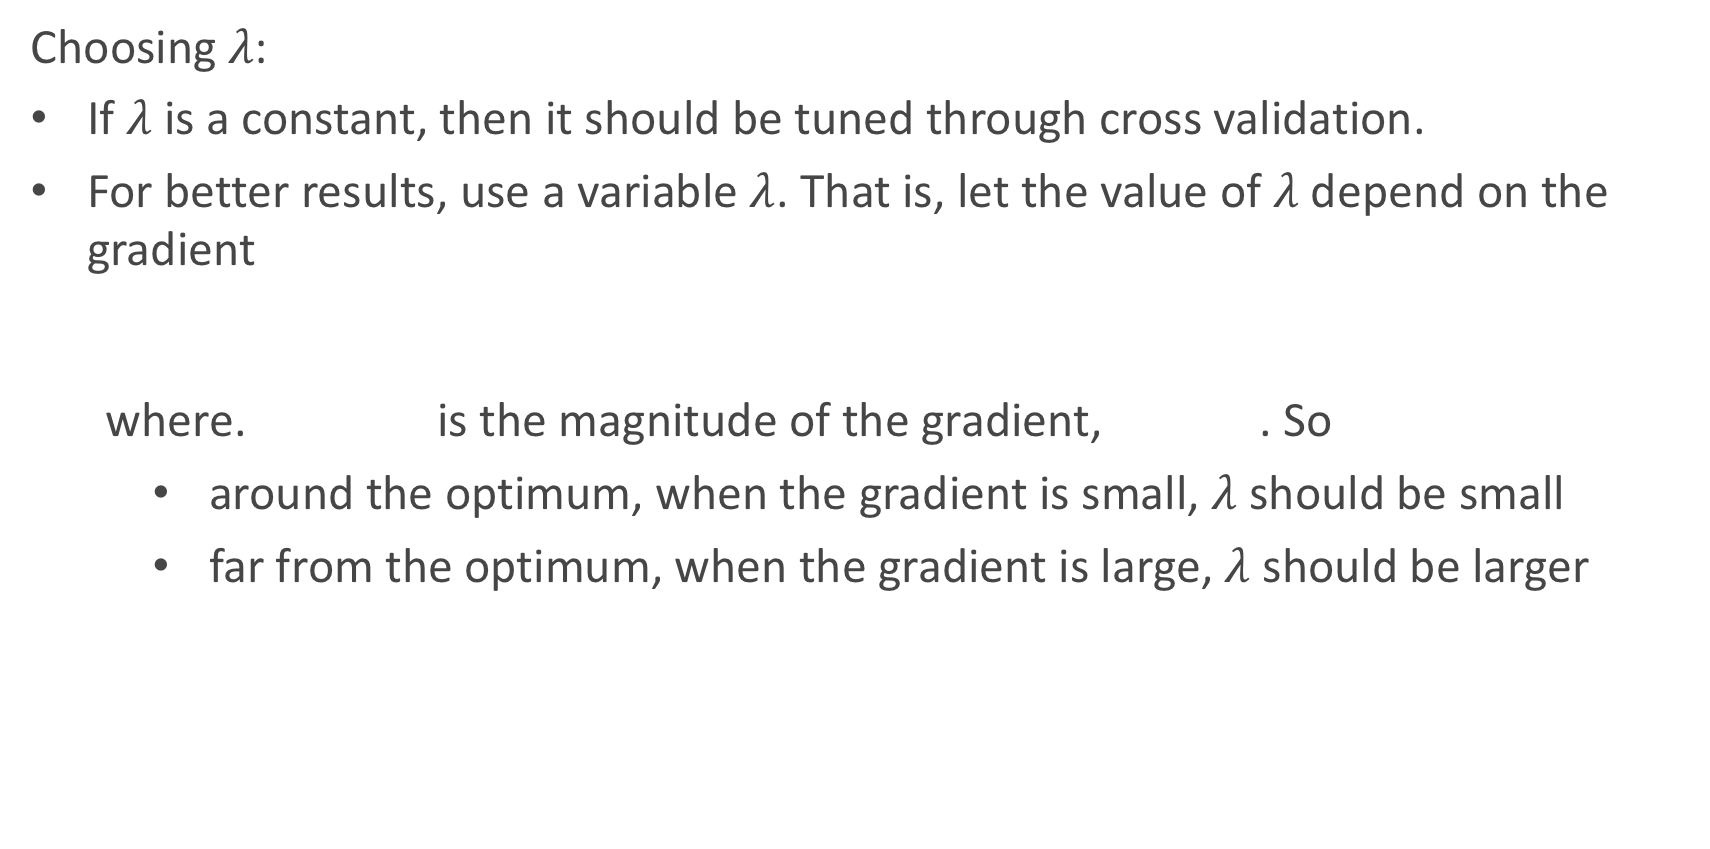 Choosing λ:
• If λ is a constant, then it should be tuned through cross validation.
• For better results, use a variable λ. That is, let the value of λ depend on the
gradient
where. is the magnitude of the gradient, . So
• around the optimum, when the gradient is small, λ should be small
• far from the optimum, when the gradient is large, λ should be larger